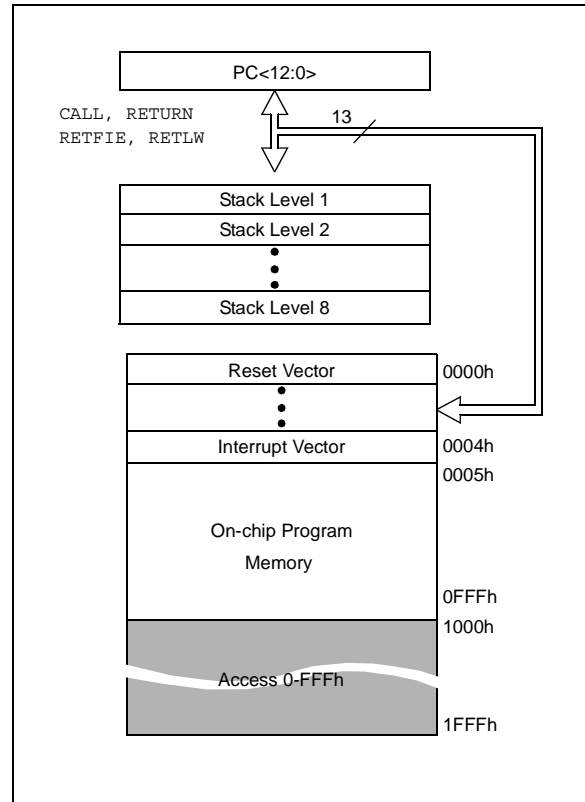 PC<12:0>
CALL, RETURN
RETFIE, RETLW
13
Stack Level 1
Stack Level 2
Stack Level 8
Reset Vector
0000h
Interrupt Vector
0004h
0005h
On-chip Program
Memory
0FFFh
1000h
Access 0-FFFh
1FFFh